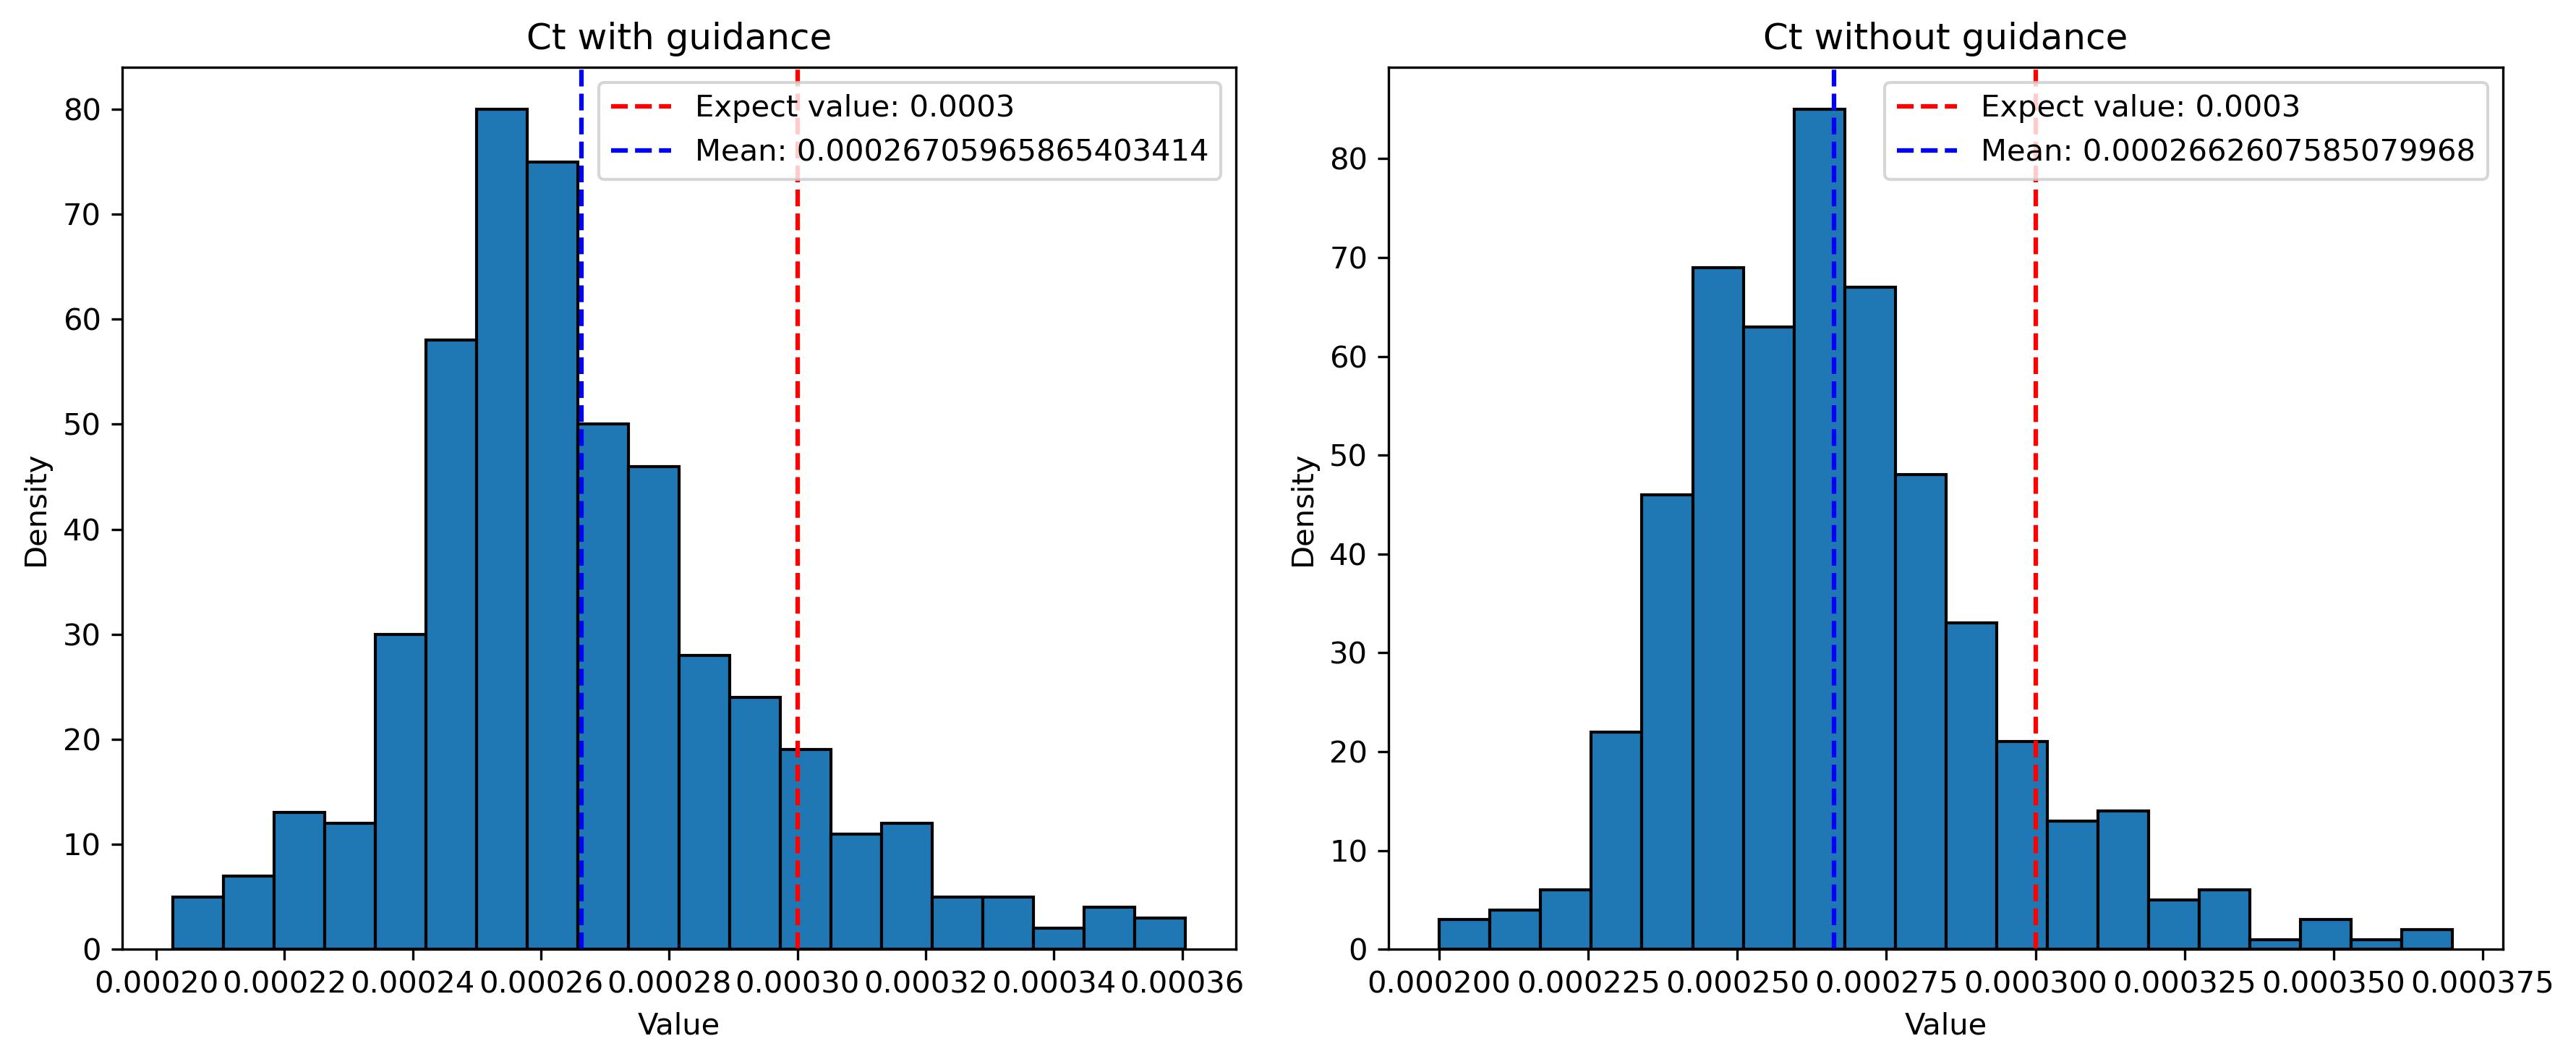 Ct with guidance
Expect value: 0.0003
Mean: 0.00026705965865403414
80
70
60
50
40
30
20
10
0
Density
0.00020 0.00022 0.00024 0.00026 0.00028 0.00030 0.00032 0.00034 0.00036
Value
Ct without guidance
Expect value: 0.0003
Mean: 0.0002662607585079968
80
70
60
50
40
30
20
10
0
Density
0.000200 0.000225 0.000250 0.000275 0.000300 0.000325 0.000350 0.000375
Value